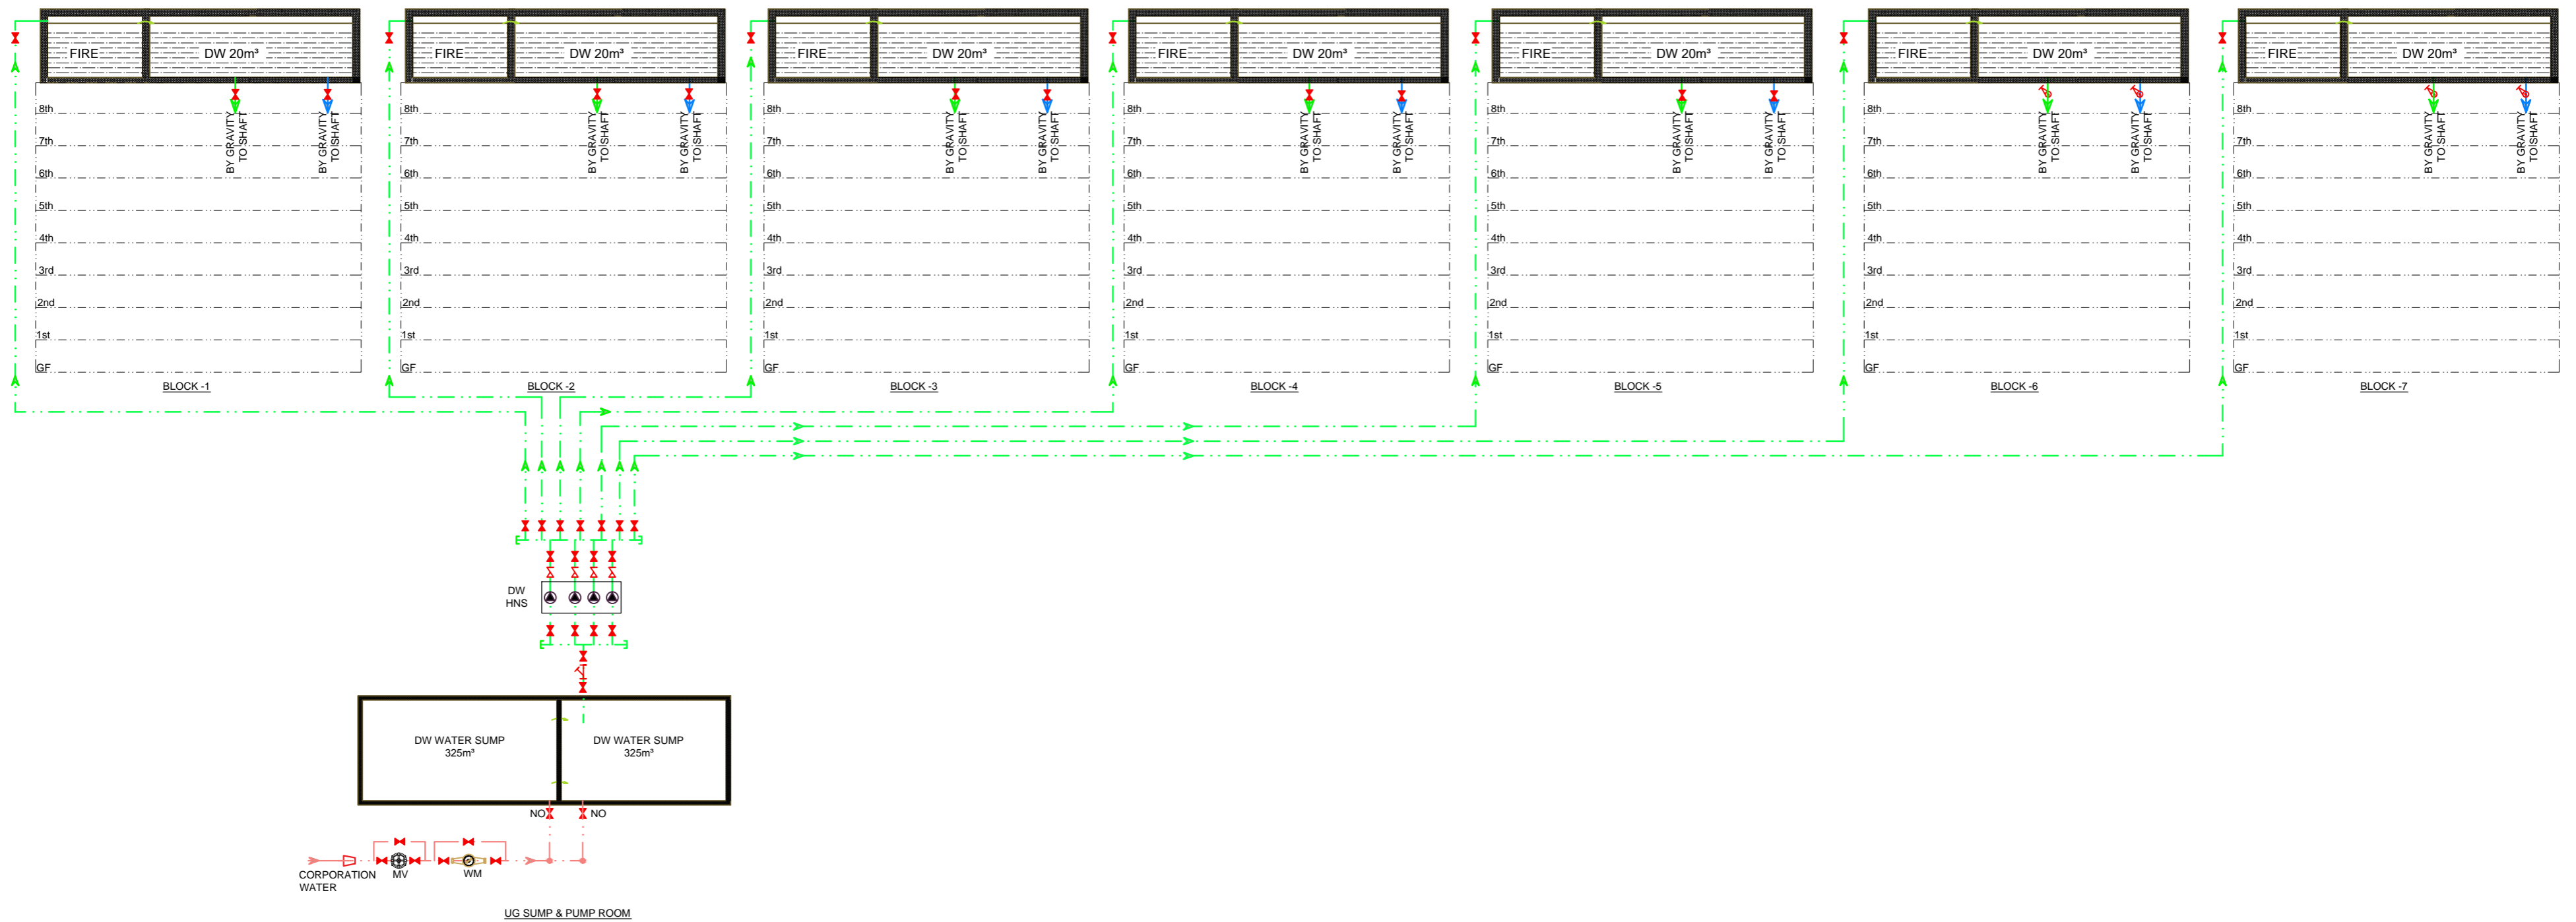 FIRE
DW 20m³
8th
7th
6th
5th
4th
3rd
2nd
1st
GF
BY GRAVITY
TO SHAFT
BY GRAVITY
TO SHAFT
BLOCK -1
FIRE
DW 20m³
8th
7th
6th
5th
4th
3rd
2nd
1st
GF
BY GRAVITY
TO SHAFT
BY GRAVITY
TO SHAFT
BLOCK -2
FIRE
DW 20m³
8th
7th
6th
5th
4th
3rd
2nd
1st
GF
BY GRAVITY
TO SHAFT
BY GRAVITY
TO SHAFT
BLOCK -3
FIRE
DW 20m³
8th
7th
6th
5th
4th
3rd
2nd
1st
GF
BY GRAVITY
TO SHAFT
BY GRAVITY
TO SHAFT
BLOCK -4
FIRE
DW 20m³
8th
7th
6th
5th
4th
3rd
2nd
1st
GF
BY GRAVITY
TO SHAFT
BY GRAVITY
TO SHAFT
BLOCK -5
FIRE
DW 20m³
8th
7th
6th
5th
4th
3rd
2nd
1st
GF
BY GRAVITY
TO SHAFT
BY GRAVITY
TO SHAFT
BLOCK -6
FIRE
DW 20m³
8th
7th
6th
5th
4th
3rd
2nd
1st
GF
BY GRAVITY
TO SHAFT
BY GRAVITY
TO SHAFT
BLOCK -7
DW
HNS
DW WATER SUMP
325m³
DW WATER SUMP
325m³
NO
NO
CORPORATION
WATER
MV
WM
UG SUMP & PUMP ROOM